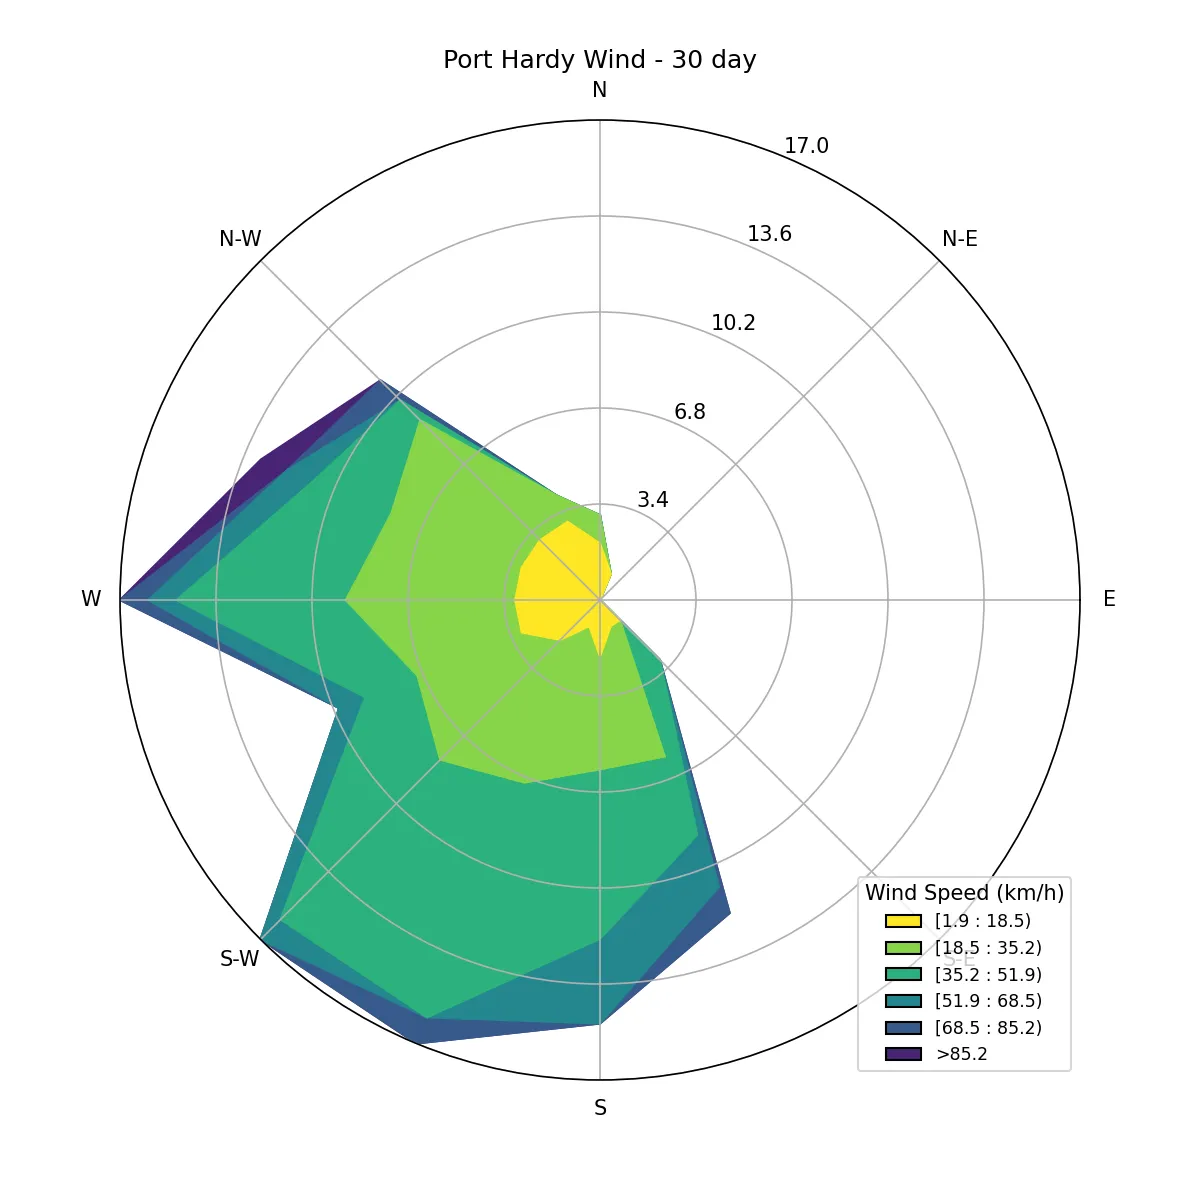 Port Hardy Wind - 30 day
N
17.0
N-W
13.6
N-E
10.2
6.8
3.4
W
E
Wind Speed (km/h)
[1.9 : 18.5)
[18.5 : 35.2)
S-W
S-E
[35.2 : 51.9)
[51.9 : 68.5)
[68.5 : 85.2)
>85.2
S